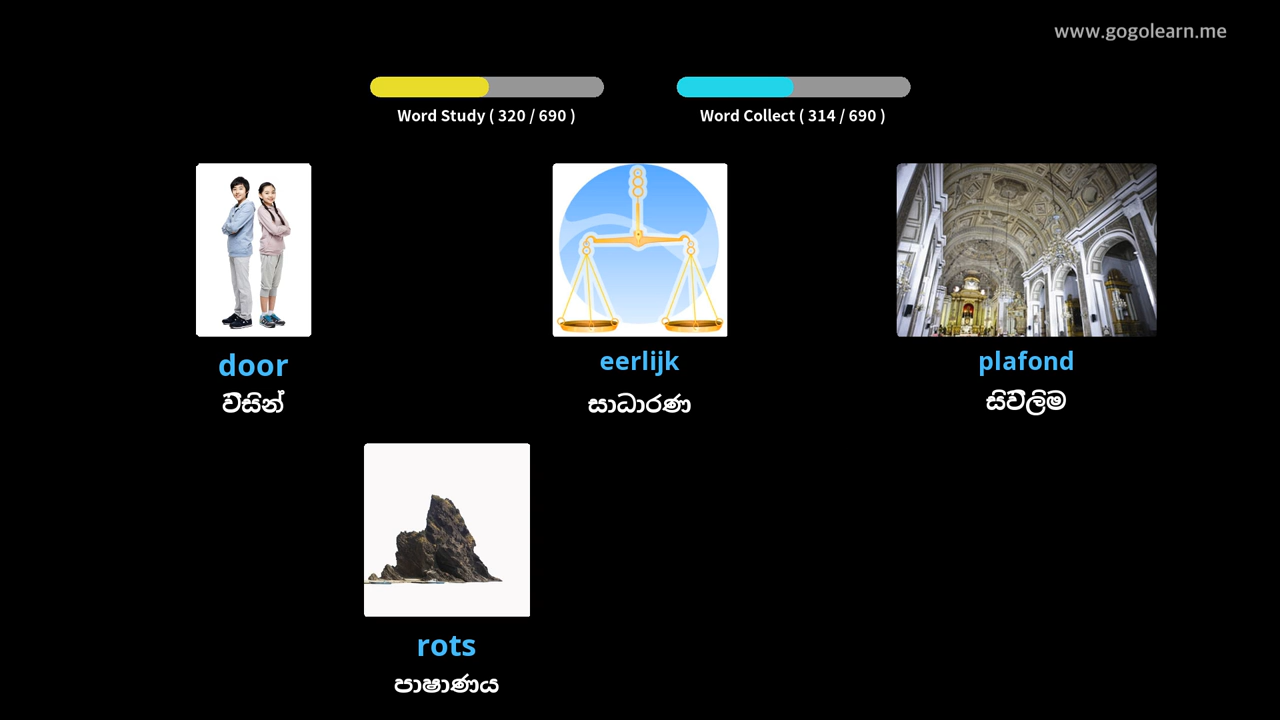 www.gogolearn.me
Word Study ( 320 / 690 )
Word Collect ( 314 / 690 )
door
විසින්
eerlijk
සාධාරණ
plafond
සිවිලිම
rots
පාෂාණය